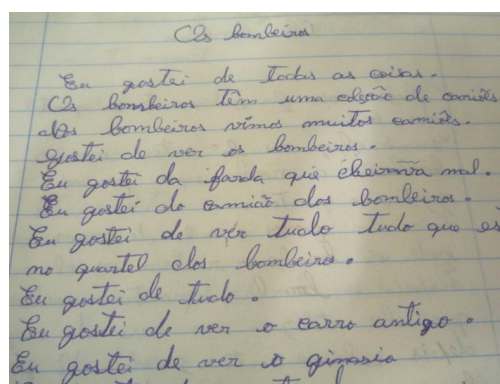 Os bombeiros
Eu gostei de todas as coisas.
Os bombeiros têm uma coleção de camiões
dos bombeiros vimos muitos camiões.
gostei de ver os bombeiros.
Eu gostei da farda que cheirava mal.
Eu gostei do camião dos bombeiros.
Eu gostei de ver tudo tudo que es
no quartel dos bombeiros.
Eu gostei de tudo.
Eu gostei de ver o carro antigo.
Eu gostei de ver o ginasio